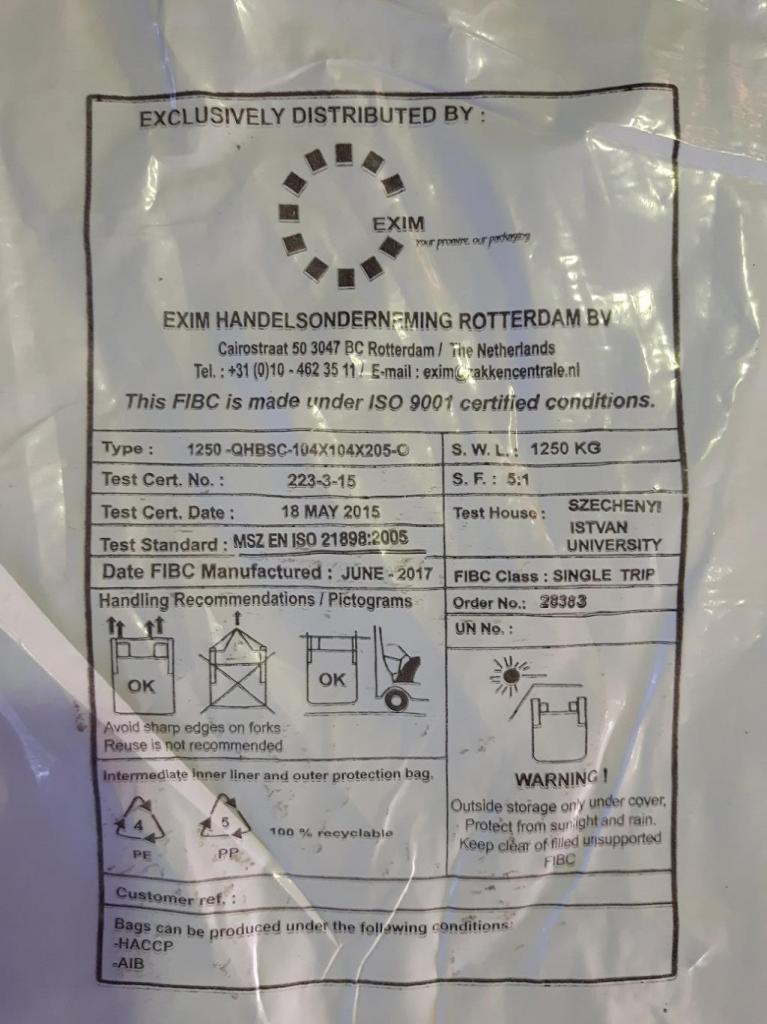 EXCLUSIVELY DISTRIBUTED BY :
EXIM
your promise, our packaging
EXIM HANDELSONDERNEMING ROTTERDAM BV
Cairostraat 50 3047 BC Rotterdam / The Netherlands
Tel. : +31 (0)10 - 462 35 11 / E-mail : exim@zakkencentrale.nl
This FIBC is made under ISO 9001 certified conditions.
Type : 1250 -QHBSC-104X104X205-O
S. W. L. : 1250 KG
Test Cert. No. : 223-3-15
S. F. : 5:1
Test Cert. Date : 18 MAY 2015
Test House : SZECHENYI
ISTVAN
UNIVERSITY
Test Standard : MSZ EN ISO 21898:2005
Date FIBC Manufactured : JUNE - 2017
FIBC Class : SINGLE TRIP
Handling Recommendations / Pictograms
Order No.: 28383
UN No. :
OK
OK
Avoid sharp edges on forks
Reuse is not recommended
WARNING !
Outside storage only under cover,
Protect from sunlight and rain.
Keep clear of filled unsupported
FIBC
Intermediate inner liner and outer protection bag.
4
PE
5
PP
100 % recyclable
Customer ref. :
Bags can be produced under the following conditions:
-HACCP
-AIB